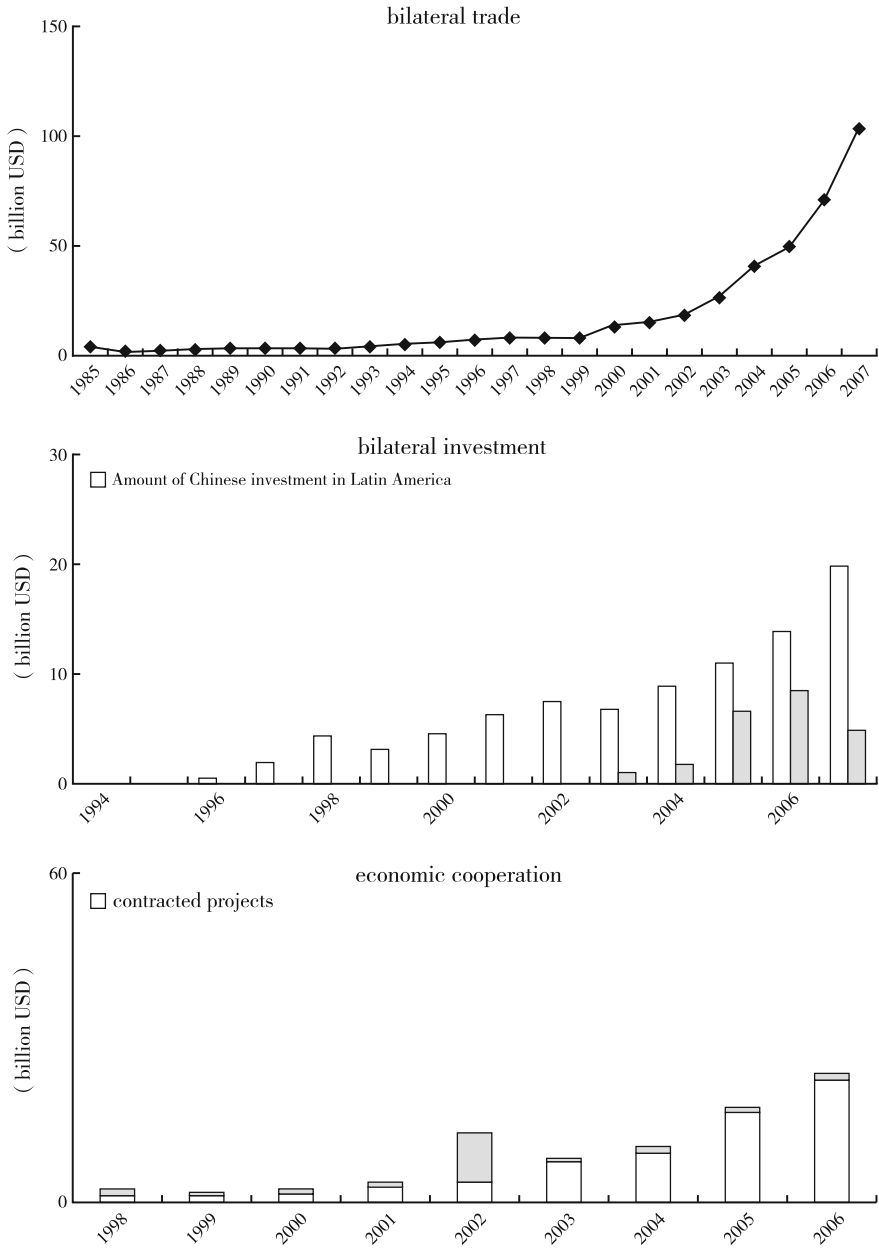 bilateral trade
150
100
50
0
( billion USD )
1985 1986 1987 1988 1989 1990 1991 1992 1993 1994 1995 1996 1997 1998 1999 2000 2001 2002 2003 2004 2005 2006 2007
bilateral investment
30
Amount of Chinese investment in Latin America
20
10
0
( billion USD )
1994 1996 1998 2000 2002 2004 2006
economic cooperation
60
contracted projects
( billion USD )
0
1998 1999 2000 2001 2002 2003 2004 2005 2006